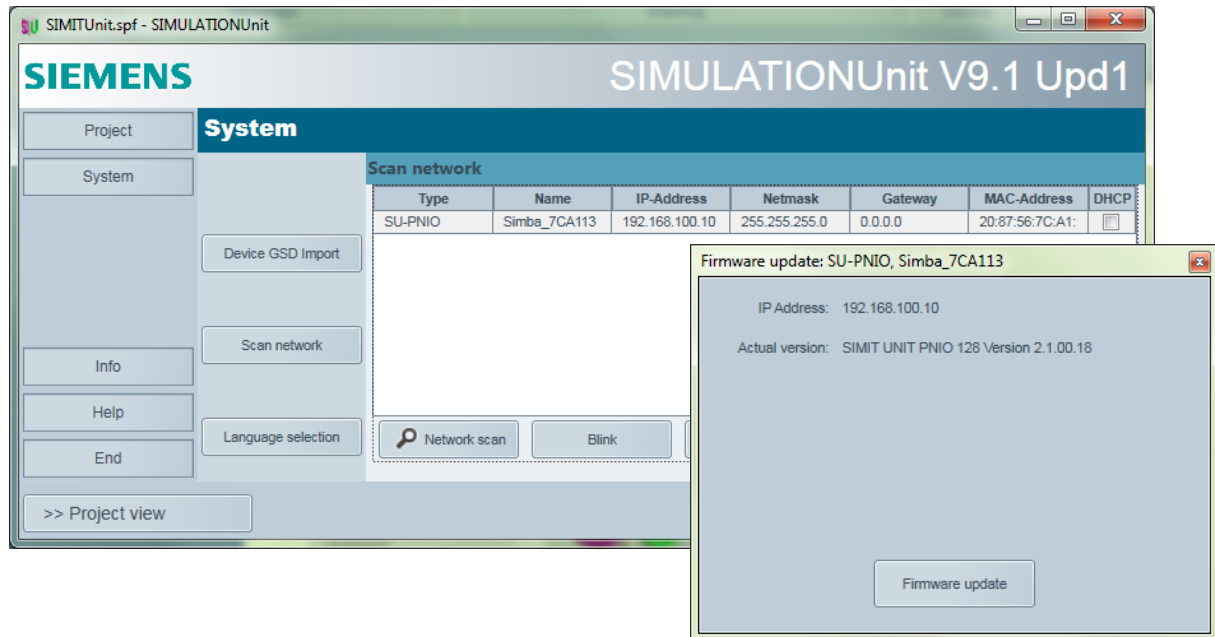 SIMITUnit.spf - SIMULATIONUnit
SIEMENS
SIMULATIONUnit V9.1 Upd1
Project
System
System
Scan network
Type Name IP-Address Netmask Gateway MAC-Address DHCP
SU-PNIO Simba_7CA113 192.168.100.10 255.255.255.0 0.0.0.0 20:87:56:7C:A1:
Device GSD Import
Scan network
Language selection
Info
Help
End
Network scan
Blink
>> Project view
Firmware update: SU-PNIO, Simba_7CA113
IP Address: 192.168.100.10
Actual version: SIMIT UNIT PNIO 128 Version 2.1.00.18
Firmware update